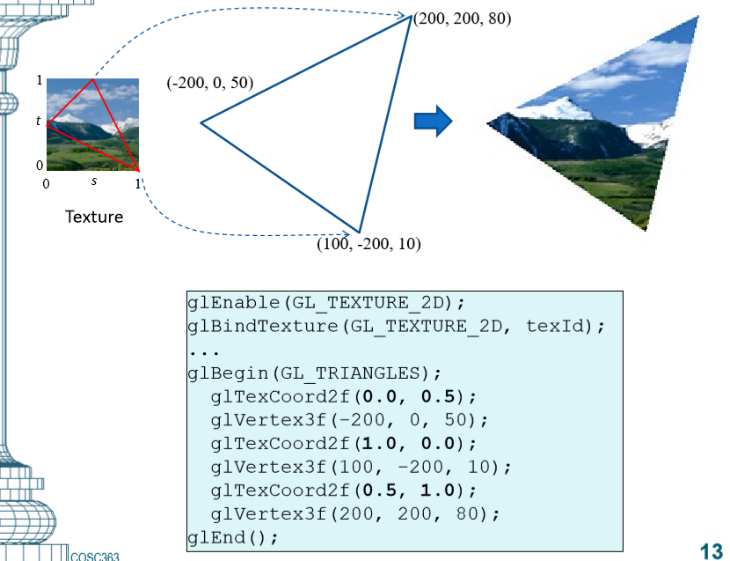 (200, 200, 80)
(-200, 0, 50)
1
t
0
0
s
1
Texture
(100, -200, 10)
glEnable(GL_TEXTURE_2D);
glBindTexture(GL_TEXTURE_2D, texId);
...
glBegin(GL_TRIANGLES);
glTexCoord2f(0.0, 0.5);
glVertex3f(-200, 0, 50);
glTexCoord2f(1.0, 0.0);
glVertex3f(100, -200, 10);
glTexCoord2f(0.5, 1.0);
glVertex3f(200, 200, 80);
glEnd();
COSC363
13